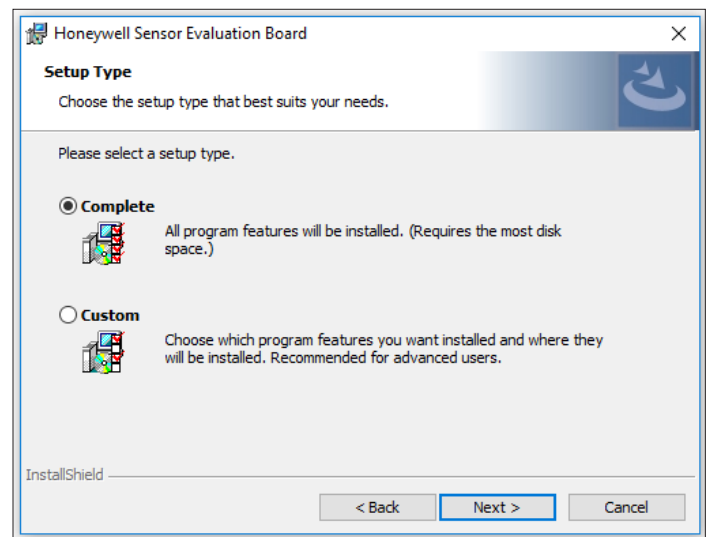 Honeywell Sensor Evaluation Board
Setup Type
Choose the setup type that best suits your needs.
Please select a setup type.
Complete
All program features will be installed. (Requires the most disk
space.)
Custom
Choose which program features you want installed and where they
will be installed. Recommended for advanced users.
InstallShield
< Back Next > Cancel